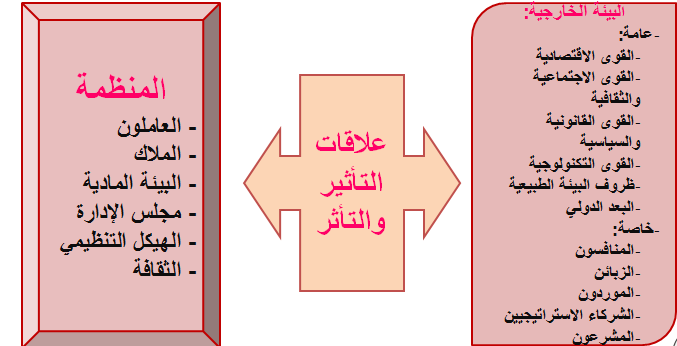 البيئة الخارجية:
-عامة:
-القوى الاقتصادية
-القوى الاجتماعية
والثقافية
-القوى القانونية
والسياسية
-القوى التكنولوجية
-ظروف البيئة الطبيعية
-البعد الدولي
-خاصة:
-المنافسون
-الزبائن
-الموردون
-الشركاء الاستراتيجيين
-المشرعون
علاقات
التأثير
والتأثر
المنظمة
- العاملون
- الملاك
- البيئة المادية
- مجلس الإدارة
- الهيكل التنظيمي
- الثقافة